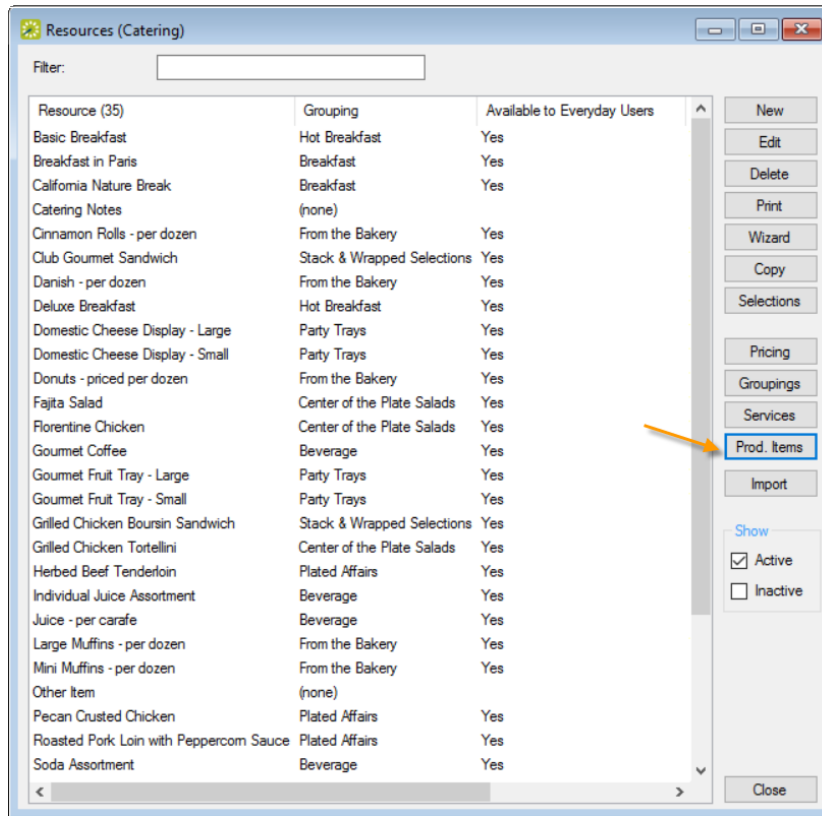 Resources (Catering)
Filter:
Resource (35) Grouping Available to Everyday Users
Basic Breakfast Hot Breakfast Yes
Breakfast in Paris Breakfast Yes
California Nature Break Breakfast Yes
Catering Notes (none)
Cinnamon Rolls - per dozen From the Bakery Yes
Club Gourmet Sandwich Stack & Wrapped Selections Yes
Danish - per dozen From the Bakery Yes
Deluxe Breakfast Hot Breakfast Yes
Domestic Cheese Display - Large Party Trays Yes
Domestic Cheese Display - Small Party Trays Yes
Donuts - priced per dozen From the Bakery Yes
Fajita Salad Center of the Plate Salads Yes
Florentine Chicken Center of the Plate Salads Yes
Gourmet Coffee Beverage Yes
Gourmet Fruit Tray - Large Party Trays Yes
Gourmet Fruit Tray - Small Party Trays Yes
Grilled Chicken Boursin Sandwich Stack & Wrapped Selections Yes
Grilled Chicken Tortellini Center of the Plate Salads Yes
Herbed Beef Tenderloin Plated Affairs Yes
Individual Juice Assortment Beverage Yes
Juice - per carafe Beverage Yes
Large Muffins - per dozen From the Bakery Yes
Mini Muffins - per dozen From the Bakery Yes
Other Item (none)
Pecan Crusted Chicken Plated Affairs Yes
Roasted Pork Loin with Peppercorn Sauce Plated Affairs Yes
Soda Assortment Beverage Yes
New
Edit
Delete
Print
Wizard
Copy
Selections
Pricing
Groupings
Services
Prod. Items
Import
Show
Active
Inactive
Close